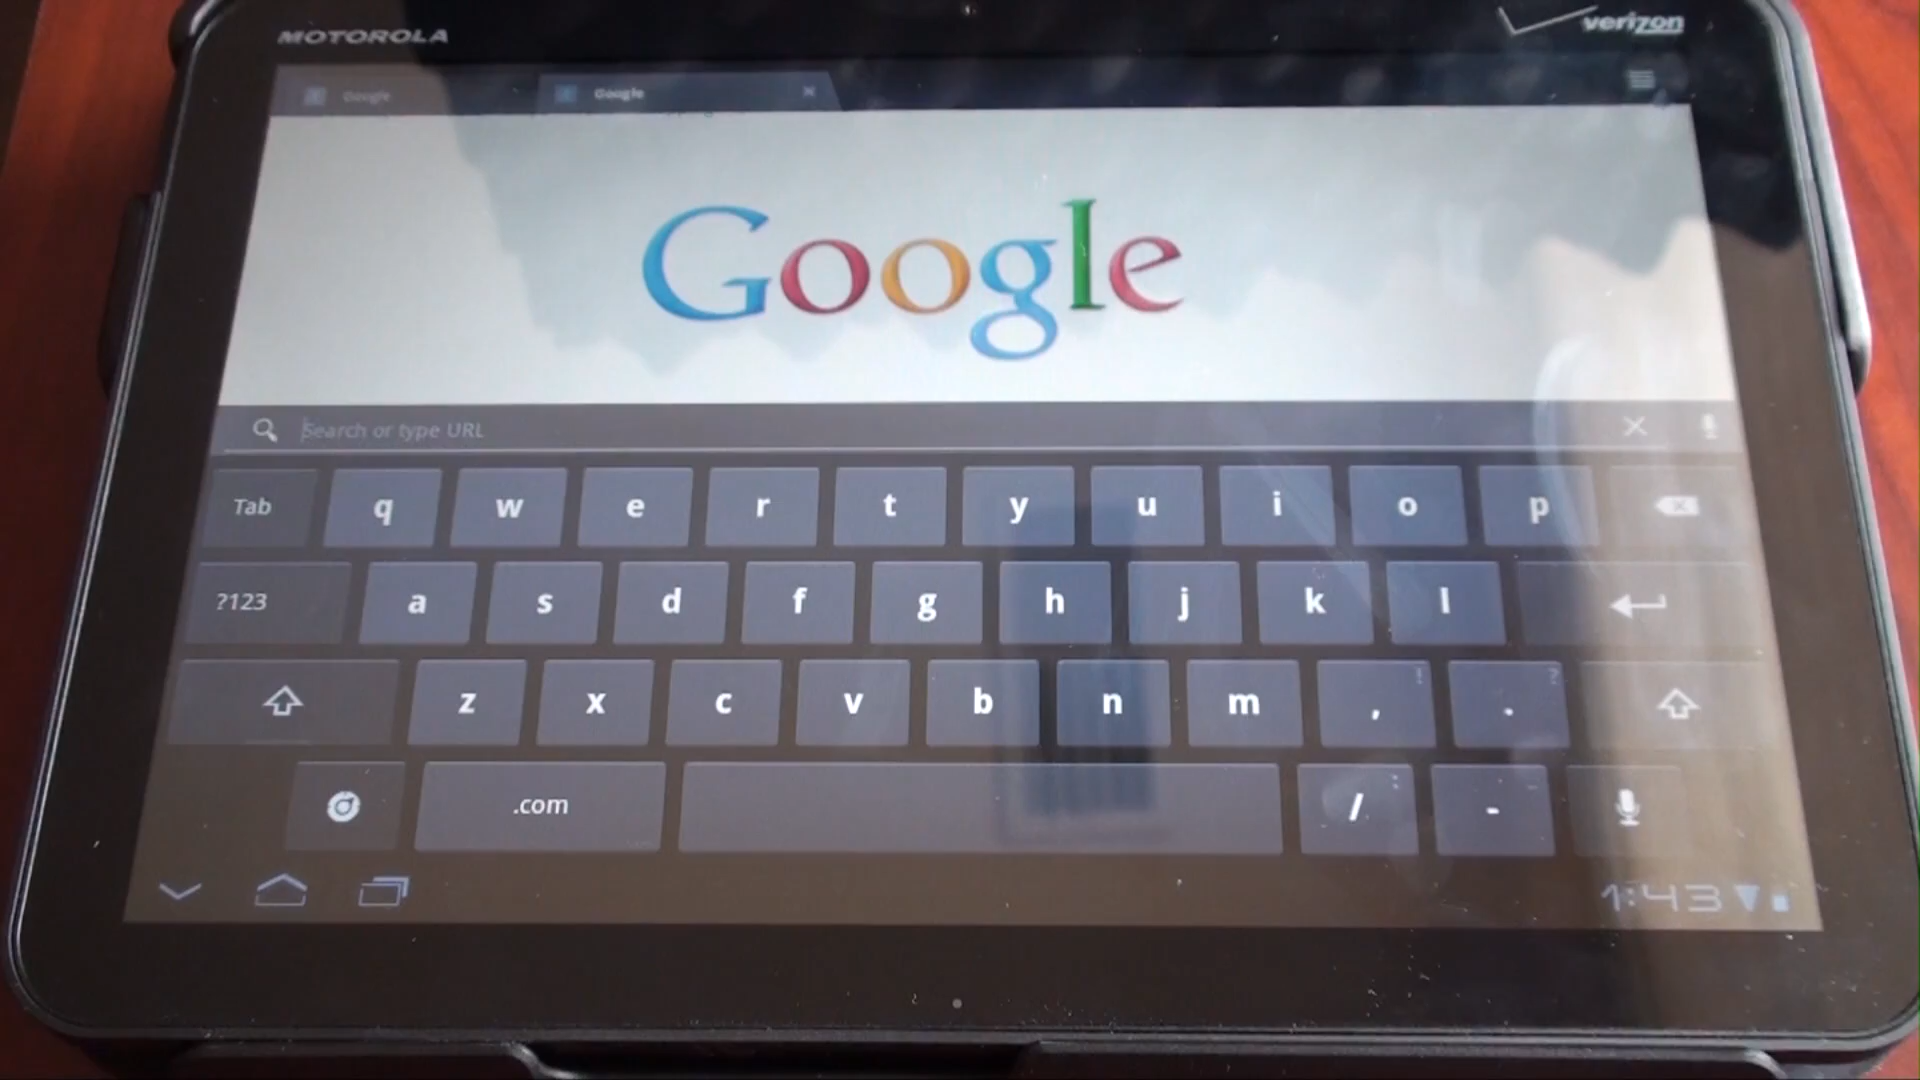 MOTOROLA
verizon
Google Google
Google
Search or type URL
Tab q w e r t y u i o p
?123 a s d f g h j k l
z x c v b n m , ! . ?
.com / : - _
1:43